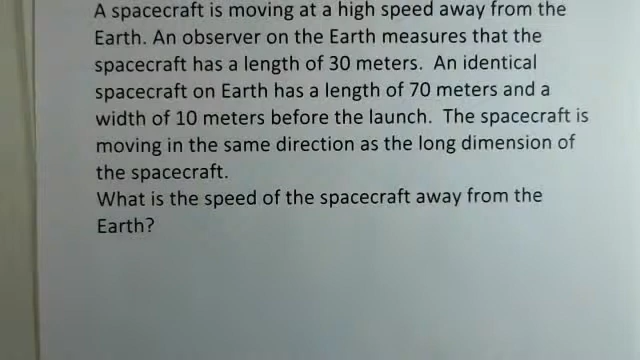 A spacecraft is moving at a high speed away from the
Earth. An observer on the Earth measures that the
spacecraft has a length of 30 meters. An identical
spacecraft on Earth has a length of 70 meters and a
width of 10 meters before the launch. The spacecraft is
moving in the same direction as the long dimension of
the spacecraft.
What is the speed of the spacecraft away from the
Earth?